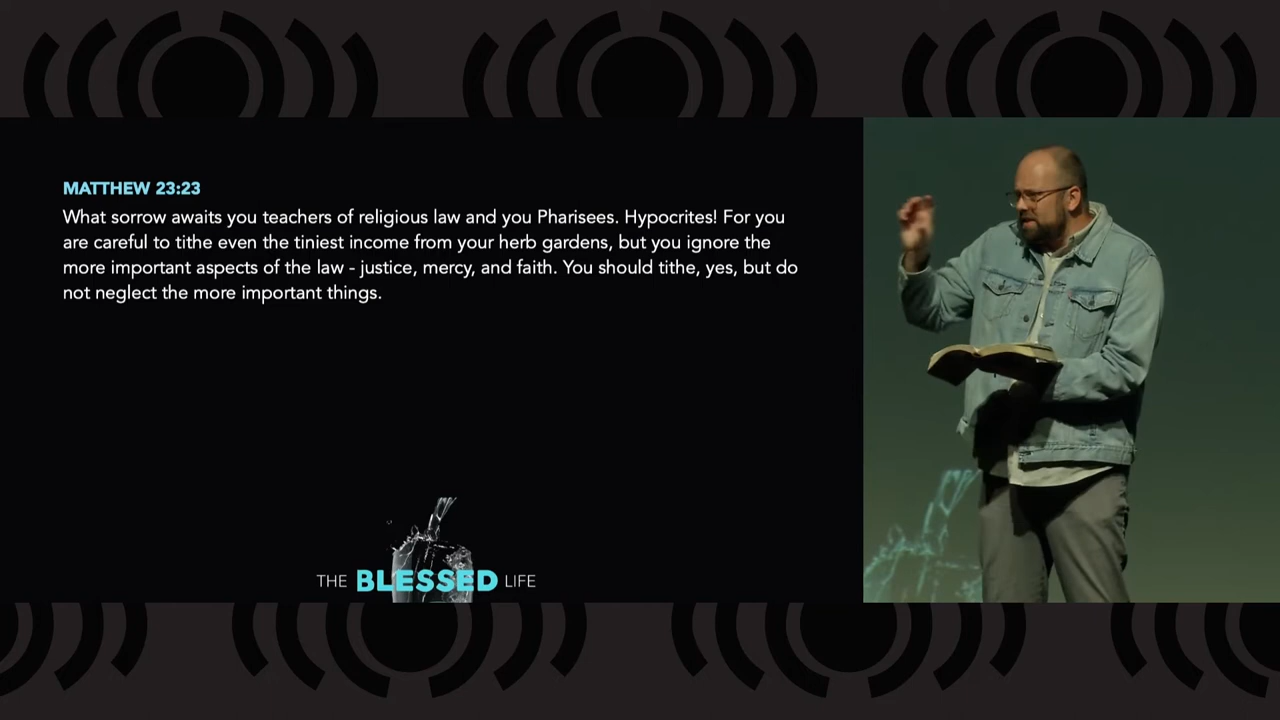 MATTHEW 23:23
What sorrow awaits you teachers of religious law and you Pharisees. Hypocrites! For you
are careful to tithe even the tiniest income from your herb gardens, but you ignore the
more important aspects of the law - justice, mercy, and faith. You should tithe, yes, but do
not neglect the more important things.
THE BLESSED LIFE